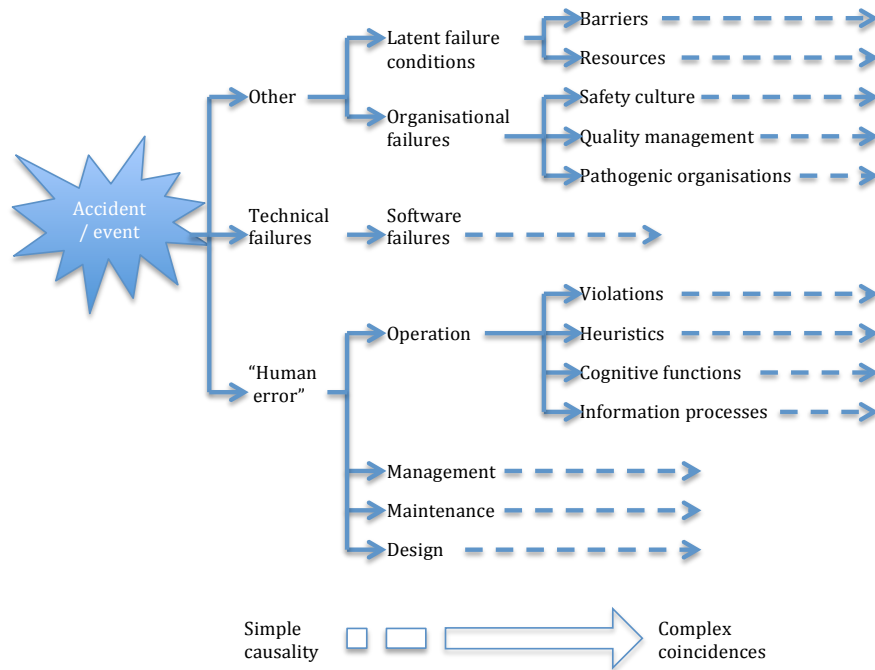 Barriers
Latent failure
conditions
Resources
Other
Safety culture
Organisational
failures
Quality management
Pathogenic organisations
Accident
/ event
Technical
failures
Software
failures
Violations
Operation
Heuristics
“Human
error”
Cognitive functions
Information processes
Management
Maintenance
Design
Simple
causality
Complex
coincidences